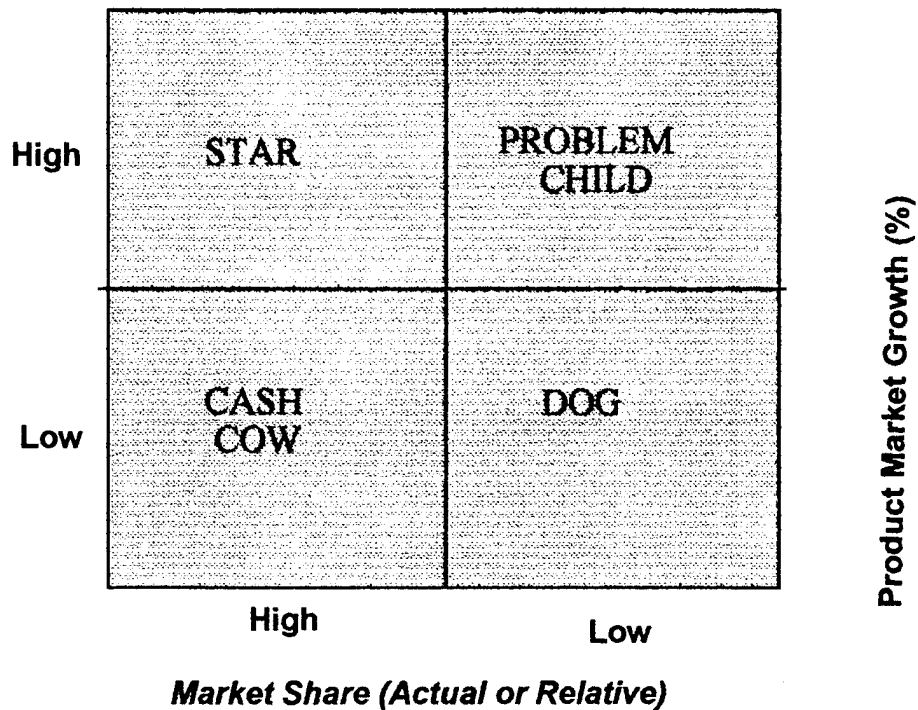 High
STAR
PROBLEM
CHILD
Low
CASH
COW
DOG
High
Low
Market Share (Actual or Relative)
Product Market Growth (%)